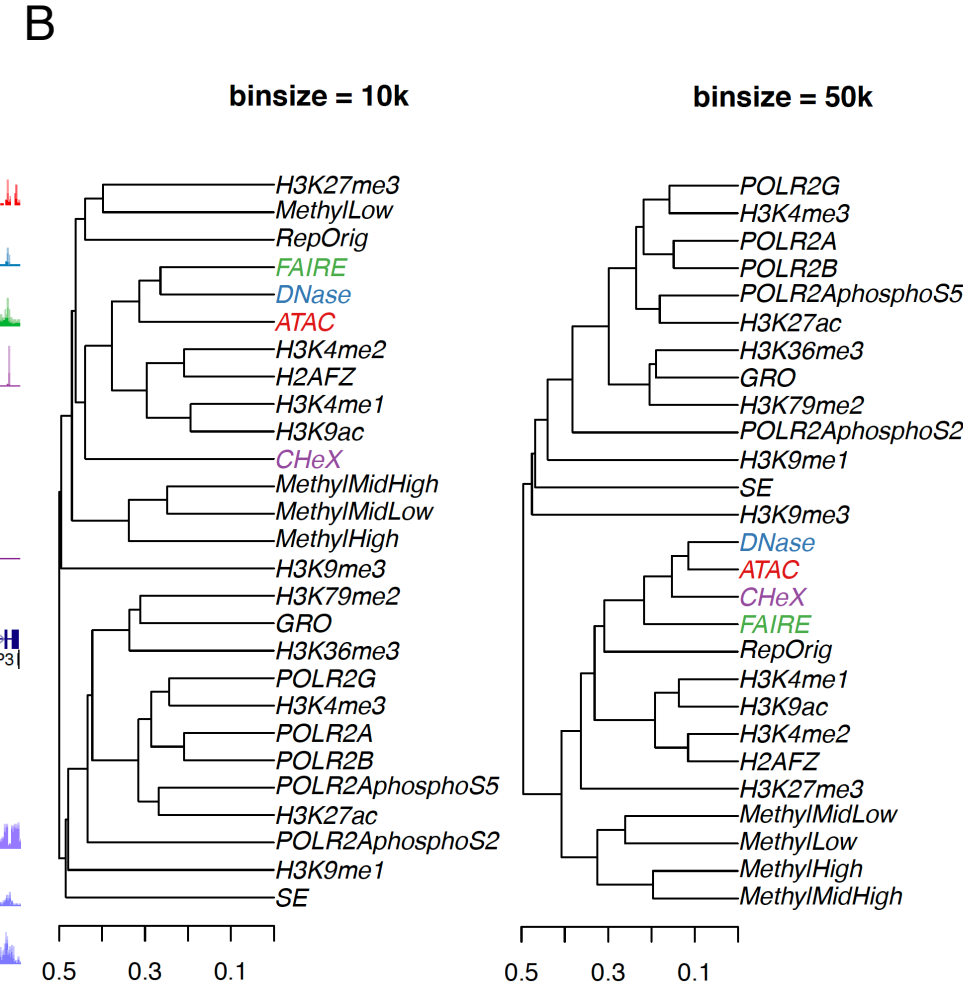 B
binsize = 10k
H3K27me3
MethylLow
RepOrig
FAIRE
DNase
ATAC
H3K4me2
H2AFZ
H3K4me1
H3K9ac
CHeX
MethylMidHigh
MethylMidLow
MethylHigh
H3K9me3
H3K79me2
GRO
H3K36me3
POLR2G
H3K4me3
POLR2A
POLR2B
POLR2AphosphoS5
H3K27ac
POLR2AphosphoS2
H3K9me1
SE
0.5 0.3 0.1
binsize = 50k
POLR2G
H3K4me3
POLR2A
POLR2B
POLR2AphosphoS5
H3K27ac
H3K36me3
GRO
H3K79me2
POLR2AphosphoS2
H3K9me1
SE
H3K9me3
DNase
ATAC
CHeX
FAIRE
RepOrig
H3K4me1
H3K9ac
H3K4me2
H2AFZ
H3K27me3
MethylMidLow
MethylLow
MethylHigh
MethylMidHigh
0.5 0.3 0.1